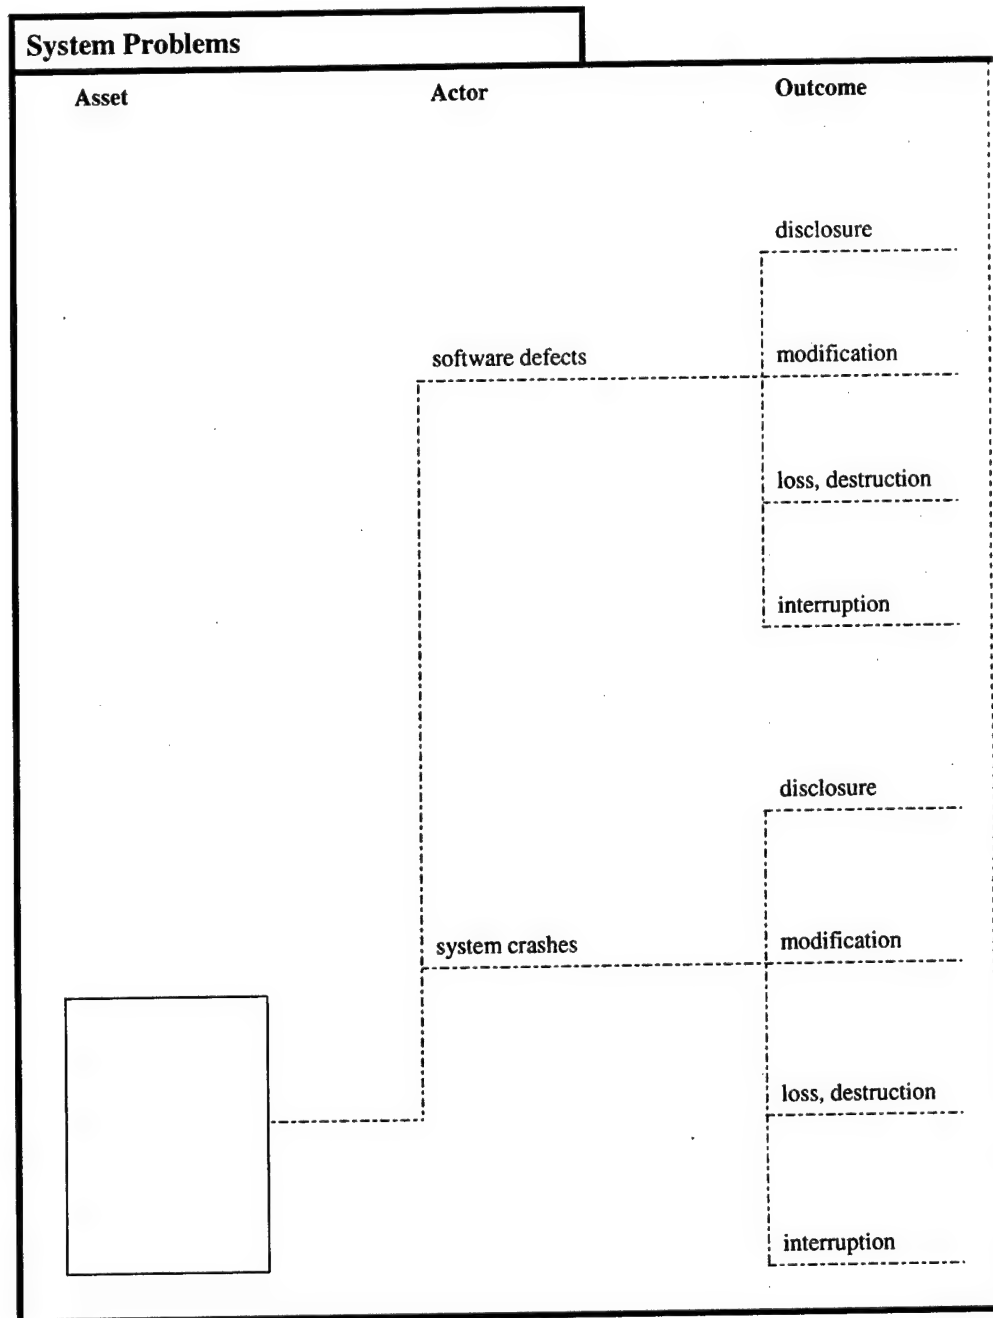 System Problems
Asset Actor Outcome
disclosure
software defects modification
loss, destruction
interruption
disclosure
system crashes modification
loss, destruction
interruption